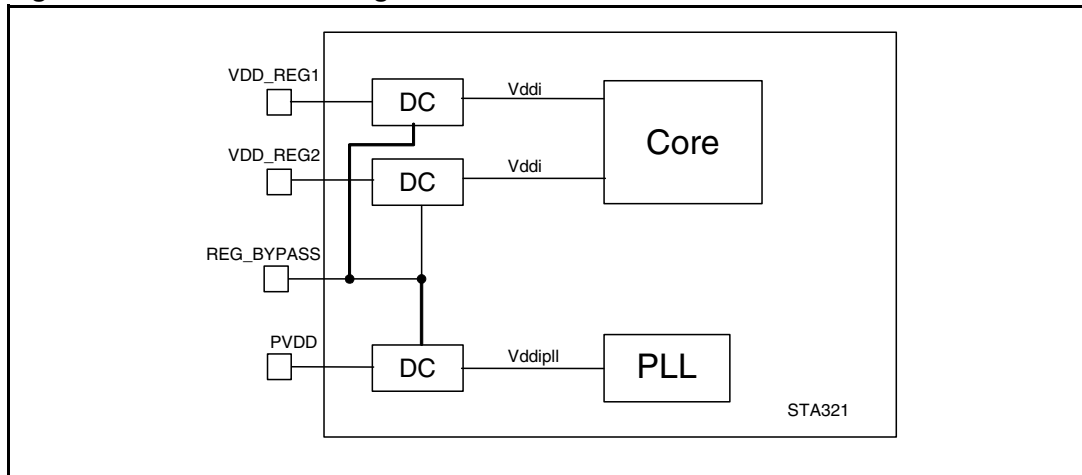 VDD_REG1
DC
Vddi
Core
VDD_REG2
DC
Vddi
REG_BYPASS
PVDD
DC
Vddipll
PLL
STA321